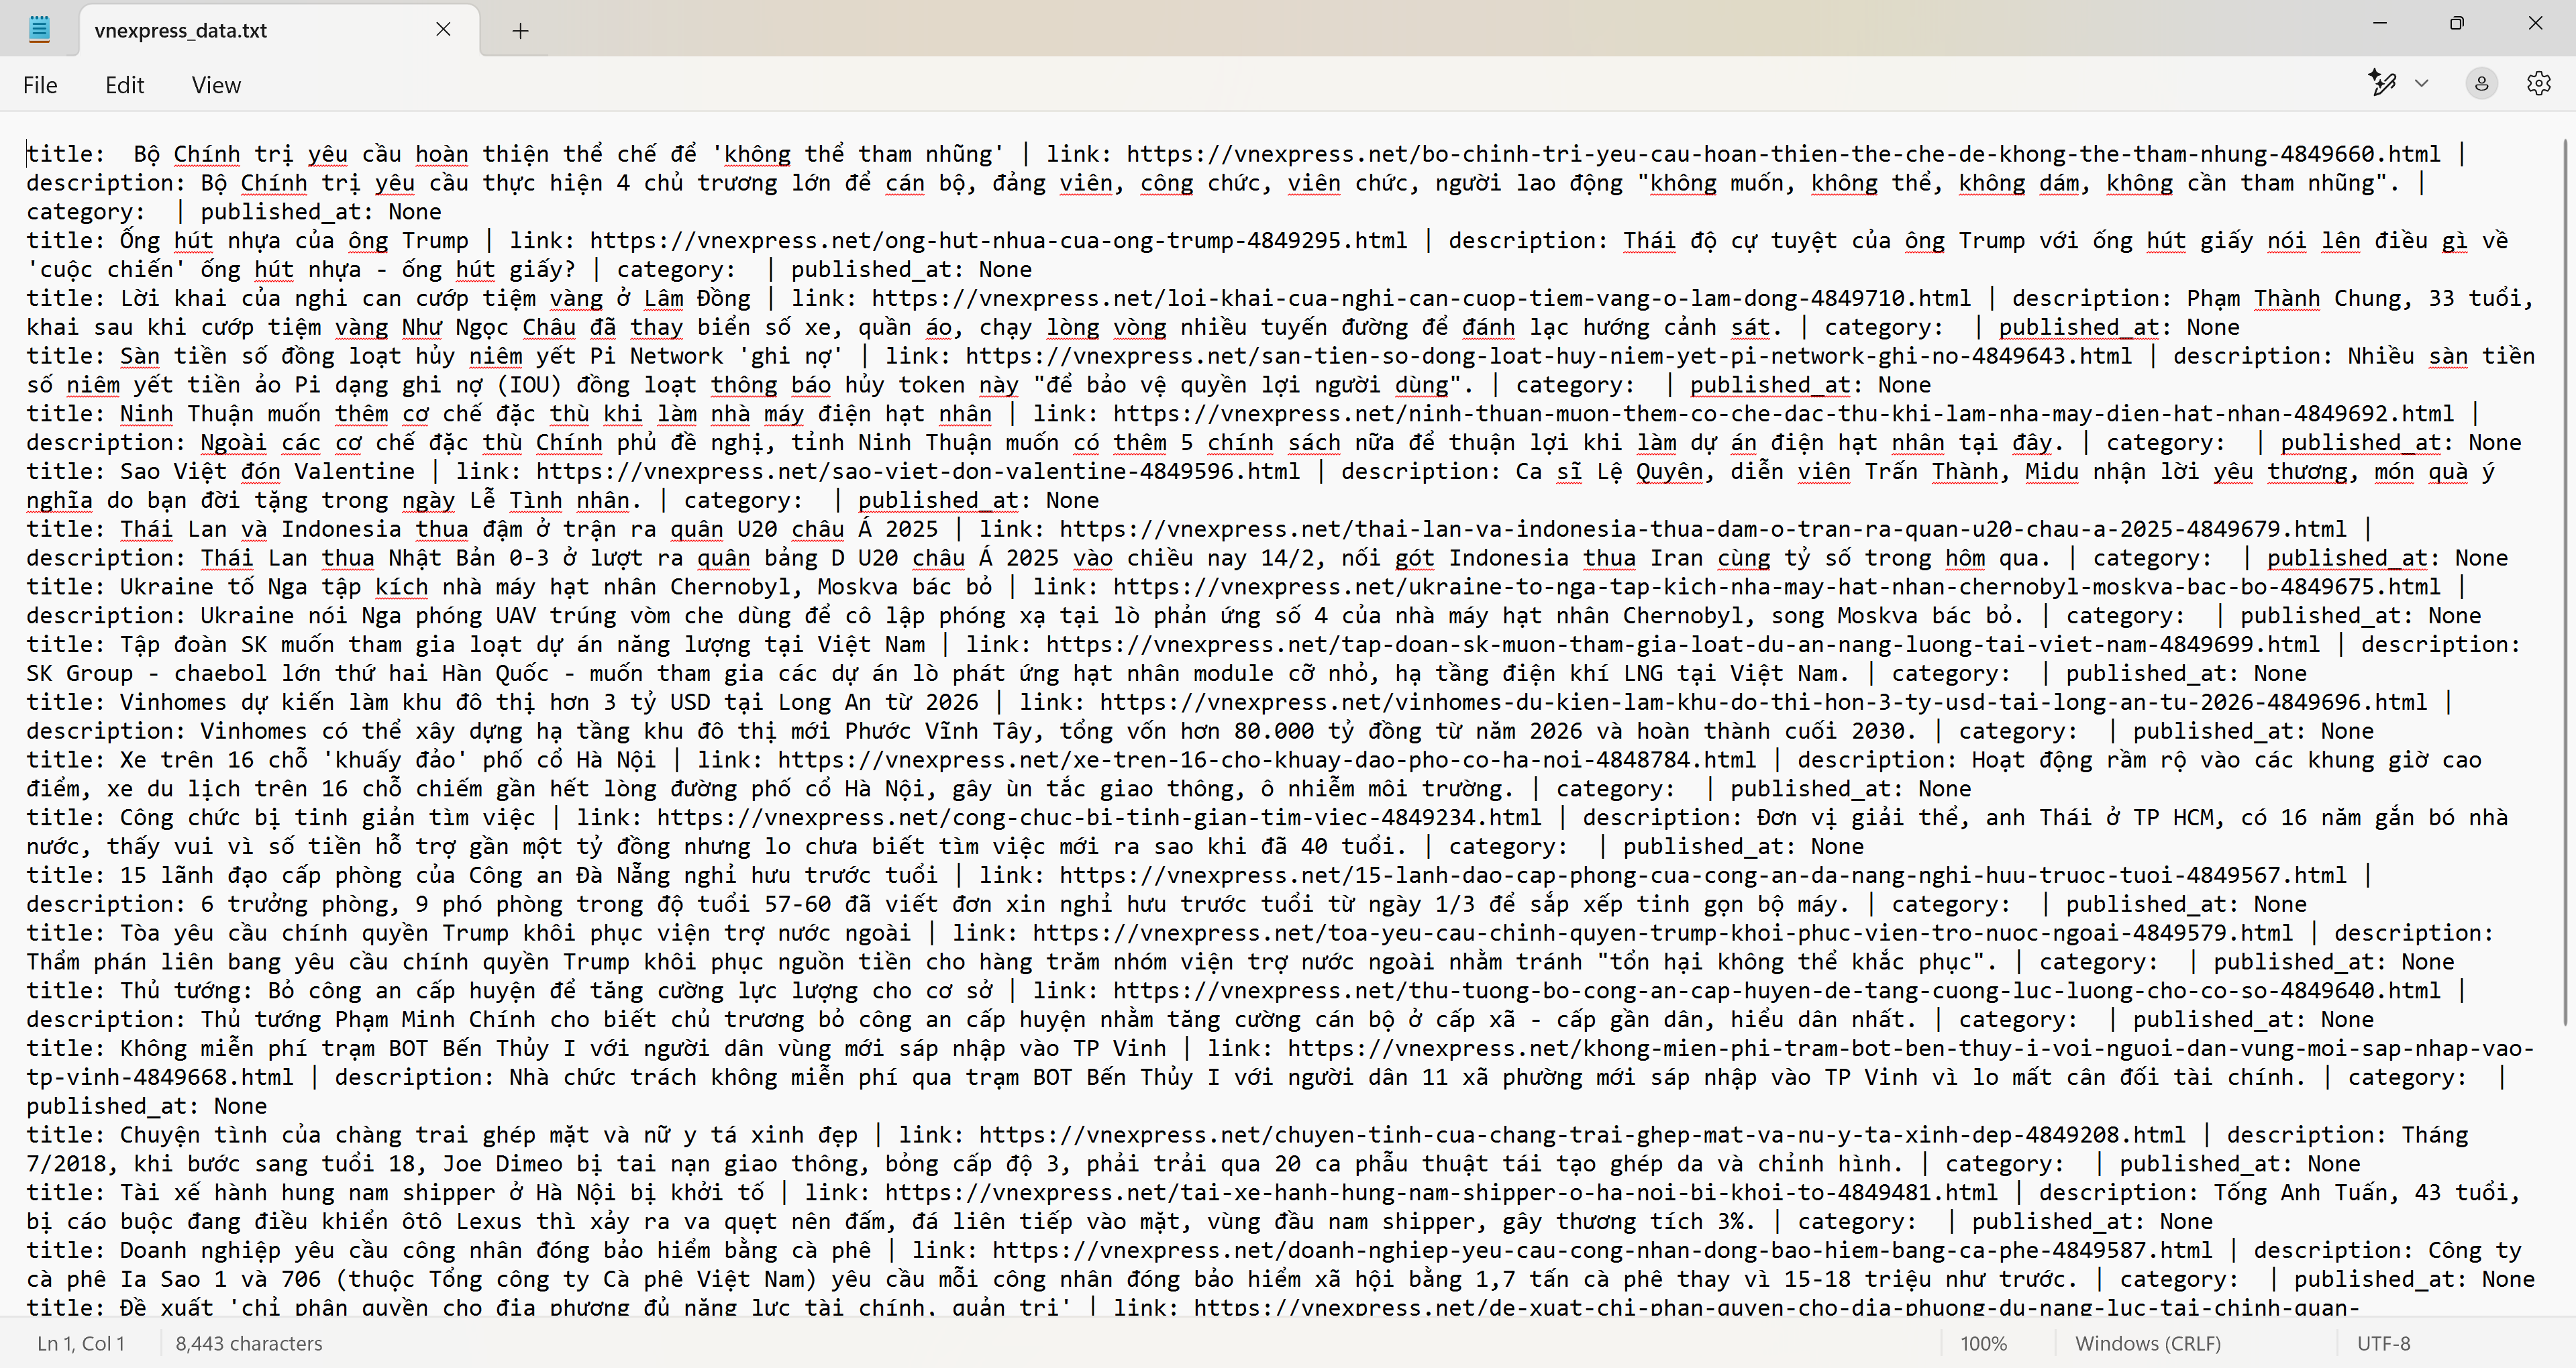 vnexpress_data.txt
File Edit View
title:  Bộ Chính trị yêu cầu hoàn thiện thể chế để 'không thể tham nhũng' | link: https://vnexpress.net/bo-chinh-tri-yeu-cau-hoan-thien-the-che-de-khong-the-tham-nhung-4849660.html |
description: Bộ Chính trị yêu cầu thực hiện 4 chủ trương lớn để cán bộ, đảng viên, công chức, viên chức, người lao động "không muốn, không thể, không dám, không cần tham nhũng". |
category:  | published_at: None
title: Ống hút nhựa của ông Trump | link: https://vnexpress.net/ong-hut-nhua-cua-ong-trump-4849295.html | description: Thái độ cự tuyệt của ông Trump với ống hút giấy nói lên điều gì về
'cuộc chiến' ống hút nhựa - ống hút giấy? | category:  | published_at: None
title: Lời khai của nghi can cướp tiệm vàng ở Lâm Đồng | link: https://vnexpress.net/loi-khai-cua-nghi-can-cuop-tiem-vang-o-lam-dong-4849710.html | description: Phạm Thành Chung, 33 tuổi,
khai sau khi cướp tiệm vàng Như Ngọc Châu đã thay biển số xe, quần áo, chạy lòng vòng nhiều tuyến đường để đánh lạc hướng cảnh sát. | category:  | published_at: None
title: Sàn tiền số đồng loạt hủy niêm yết Pi Network 'ghi nợ' | link: https://vnexpress.net/san-tien-so-dong-loat-huy-niem-yet-pi-network-ghi-no-4849643.html | description: Nhiều sàn tiền
số niêm yết tiền ảo Pi dạng ghi nợ (IOU) đồng loạt thông báo hủy token này "để bảo vệ quyền lợi người dùng". | category:  | published_at: None
title: Ninh Thuận muốn thêm cơ chế đặc thù khi làm nhà máy điện hạt nhân | link: https://vnexpress.net/ninh-thuan-muon-them-co-che-dac-thu-khi-lam-nha-may-dien-hat-nhan-4849692.html |
description: Ngoài các cơ chế đặc thù Chính phủ đề nghị, tỉnh Ninh Thuận muốn có thêm 5 chính sách nữa để thuận lợi khi làm dự án điện hạt nhân tại đây. | category:  | published_at: None
title: Sao Việt đón Valentine | link: https://vnexpress.net/sao-viet-don-valentine-4849596.html | description: Ca sĩ Lệ Quyên, diễn viên Trấn Thành, Midu nhận lời yêu thương, món quà ý
nghĩa do bạn đời tặng trong ngày Lễ Tình nhân. | category:  | published_at: None
title: Thái Lan và Indonesia thua đậm ở trận ra quân U20 châu Á 2025 | link: https://vnexpress.net/thai-lan-va-indonesia-thua-dam-o-tran-ra-quan-u20-chau-a-2025-4849679.html |
description: Thái Lan thua Nhật Bản 0-3 ở lượt ra quân bảng D U20 châu Á 2025 vào chiều nay 14/2, nối gót Indonesia thua Iran cùng tỷ số trong hôm qua. | category:  | published_at: None
title: Ukraine tố Nga tập kích nhà máy hạt nhân Chernobyl, Moskva bác bỏ | link: https://vnexpress.net/ukraine-to-nga-tap-kich-nha-may-hat-nhan-chernobyl-moskva-bac-bo-4849675.html |
description: Ukraine nói Nga phóng UAV trúng vòm che dùng để cô lập phóng xạ tại lò phản ứng số 4 của nhà máy hạt nhân Chernobyl, song Moskva bác bỏ. | category:  | published_at: None
title: Tập đoàn SK muốn tham gia loạt dự án năng lượng tại Việt Nam | link: https://vnexpress.net/tap-doan-sk-muon-tham-gia-loat-du-an-nang-luong-tai-viet-nam-4849699.html | description:
SK Group - chaebol lớn thứ hai Hàn Quốc - muốn tham gia các dự án lò phát ứng hạt nhân module cỡ nhỏ, hạ tầng điện khí LNG tại Việt Nam. | category:  | published_at: None
title: Vinhomes dự kiến làm khu đô thị hơn 3 tỷ USD tại Long An từ 2026 | link: https://vnexpress.net/vinhomes-du-kien-lam-khu-do-thi-hon-3-ty-usd-tai-long-an-tu-2026-4849696.html |
description: Vinhomes có thể xây dựng hạ tầng khu đô thị mới Phước Vĩnh Tây, tổng vốn hơn 80.000 tỷ đồng từ năm 2026 và hoàn thành cuối 2030. | category:  | published_at: None
title: Xe trên 16 chỗ 'khuấy đảo' phố cổ Hà Nội | link: https://vnexpress.net/xe-tren-16-cho-khuay-dao-pho-co-ha-noi-4848784.html | description: Hoạt động rầm rộ vào các khung giờ cao
điểm, xe du lịch trên 16 chỗ chiếm gần hết lòng đường phố cổ Hà Nội, gây ùn tắc giao thông, ô nhiễm môi trường. | category:  | published_at: None
title: Công chức bị tinh giản tìm việc | link: https://vnexpress.net/cong-chuc-bi-tinh-gian-tim-viec-4849234.html | description: Đơn vị giải thể, anh Thái ở TP HCM, có 16 năm gắn bó nhà
nước, thấy vui vì số tiền hỗ trợ gần một tỷ đồng nhưng lo chưa biết tìm việc mới ra sao khi đã 40 tuổi. | category:  | published_at: None
title: 15 lãnh đạo cấp phòng của Công an Đà Nẵng nghỉ hưu trước tuổi | link: https://vnexpress.net/15-lanh-dao-cap-phong-cua-cong-an-da-nang-nghi-huu-truoc-tuoi-4849567.html |
description: 6 trưởng phòng, 9 phó phòng trong độ tuổi 57-60 đã viết đơn xin nghỉ hưu trước tuổi từ ngày 1/3 để sắp xếp tinh gọn bộ máy. | category:  | published_at: None
title: Tòa yêu cầu chính quyền Trump khôi phục viện trợ nước ngoài | link: https://vnexpress.net/toa-yeu-cau-chinh-quyen-trump-khoi-phuc-vien-tro-nuoc-ngoai-4849579.html | description:
Thẩm phán liên bang yêu cầu chính quyền Trump khôi phục nguồn tiền cho hàng trăm nhóm viện trợ nước ngoài nhằm tránh "tổn hại không thể khắc phục". | category:  | published_at: None
title: Thủ tướng: Bỏ công an cấp huyện để tăng cường lực lượng cho cơ sở | link: https://vnexpress.net/thu-tuong-bo-cong-an-cap-huyen-de-tang-cuong-luc-luong-cho-co-so-4849640.html |
description: Thủ tướng Phạm Minh Chính cho biết chủ trương bỏ công an cấp huyện nhằm tăng cường cán bộ ở cấp xã - cấp gần dân, hiểu dân nhất. | category:  | published_at: None
title: Không miễn phí trạm BOT Bến Thủy I với người dân vùng mới sáp nhập vào TP Vinh | link: https://vnexpress.net/khong-mien-phi-tram-bot-ben-thuy-i-voi-nguoi-dan-vung-moi-sap-nhap-vao-
tp-vinh-4849668.html | description: Nhà chức trách không miễn phí qua trạm BOT Bến Thủy I với người dân 11 xã phường mới sáp nhập vào TP Vinh vì lo mất cân đối tài chính. | category:  |
published_at: None
title: Chuyện tình của chàng trai ghép mặt và nữ y tá xinh đẹp | link: https://vnexpress.net/chuyen-tinh-cua-chang-trai-ghep-mat-va-nu-y-ta-xinh-dep-4849208.html | description: Tháng
7/2018, khi bước sang tuổi 18, Joe Dimeo bị tai nạn giao thông, bỏng cấp độ 3, phải trải qua 20 ca phẫu thuật tái tạo ghép da và chỉnh hình. | category:  | published_at: None
title: Tài xế hành hung nam shipper ở Hà Nội bị khởi tố | link: https://vnexpress.net/tai-xe-hanh-hung-nam-shipper-o-ha-noi-bi-khoi-to-4849481.html | description: Tống Anh Tuấn, 43 tuổi,
bị cáo buộc đang điều khiển ôtô Lexus thì xảy ra va quẹt nên đấm, đá liên tiếp vào mặt, vùng đầu nam shipper, gây thương tích 3%. | category:  | published_at: None
title: Doanh nghiệp yêu cầu công nhân đóng bảo hiểm bằng cà phê | link: https://vnexpress.net/doanh-nghiep-yeu-cau-cong-nhan-dong-bao-hiem-bang-ca-phe-4849587.html | description: Công ty
cà phê Ia Sao 1 và 706 (thuộc Tổng công ty Cà phê Việt Nam) yêu cầu mỗi công nhân đóng bảo hiểm xã hội bằng 1,7 tấn cà phê thay vì 15-18 triệu như trước. | category:  | published_at: None
title: Đề xuất 'chỉ phân quyền cho địa phương đủ năng lực tài chính, quản trị' | link: https://vnexpress.net/de-xuat-chi-phan-quyen-cho-dia-phuong-du-nang-luc-tai-chinh-quan-
Ln 1, Col 1 8,443 characters 100% Windows (CRLF) UTF-8